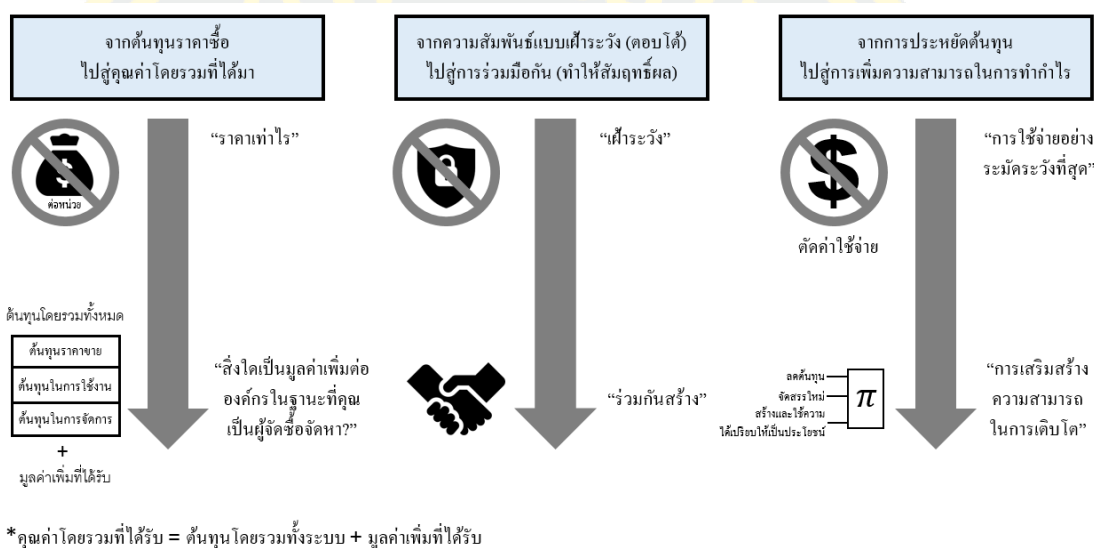 จากต้นทุนราคาซื้อ
ไปสู่คุณค่าโดยรวมที่ได้มา
“ราคาเท่าไร”
$
ต่อหน่วย
ต้นทุนโดยรวมทั้งหมด
ต้นทุนราคาขาย
ต้นทุนในการใช้งาน
ต้นทุนในการจัดการ
+
มูลค่าเพิ่มที่ได้รับ
“สิ่งใดเป็นมูลค่าเพิ่มต่อ
องค์กรในฐานะที่คุณ
เป็นผู้จัดซื้อจัดหา?”
จากความสัมพันธ์แบบเฝ้าระวัง (ตอบโต้)
ไปสู่การร่วมมือกัน (ทำให้สัมฤทธิ์ผล)
“เฝ้าระวัง”
“ร่วมกันสร้าง”
จากการประหยัดต้นทุน
ไปสู่การเพิ่มความสามารถในการทำกำไร
$
“การใช้จ่ายอย่าง
ระมัดระวังที่สุด”
ตัดค่าใช้จ่าย
ลดต้นทุน
จัดสรรใหม่
สร้างและใช้ความ
ได้เปรียบให้เป็นประโยชน์
π
“การเสริมสร้าง
ความสามารถ
ในการเติบโต”
*คุณค่าโดยรวมที่ได้รับ = ต้นทุนโดยรวมทั้งระบบ + มูลค่าเพิ่มที่ได้รับ